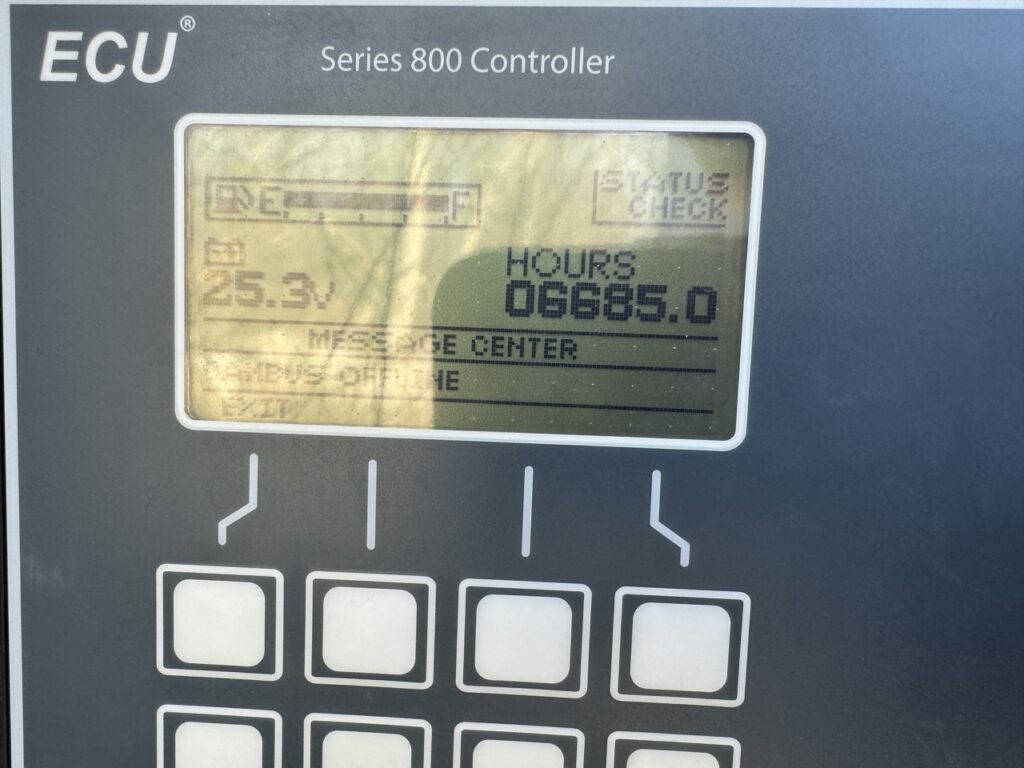 ECU®
Series 800 Controller
E F
STATUS
CHECK
25.3V
HOURS
06685.0
MESSAGE CENTER
CANBUS OFFLINE
EXIT